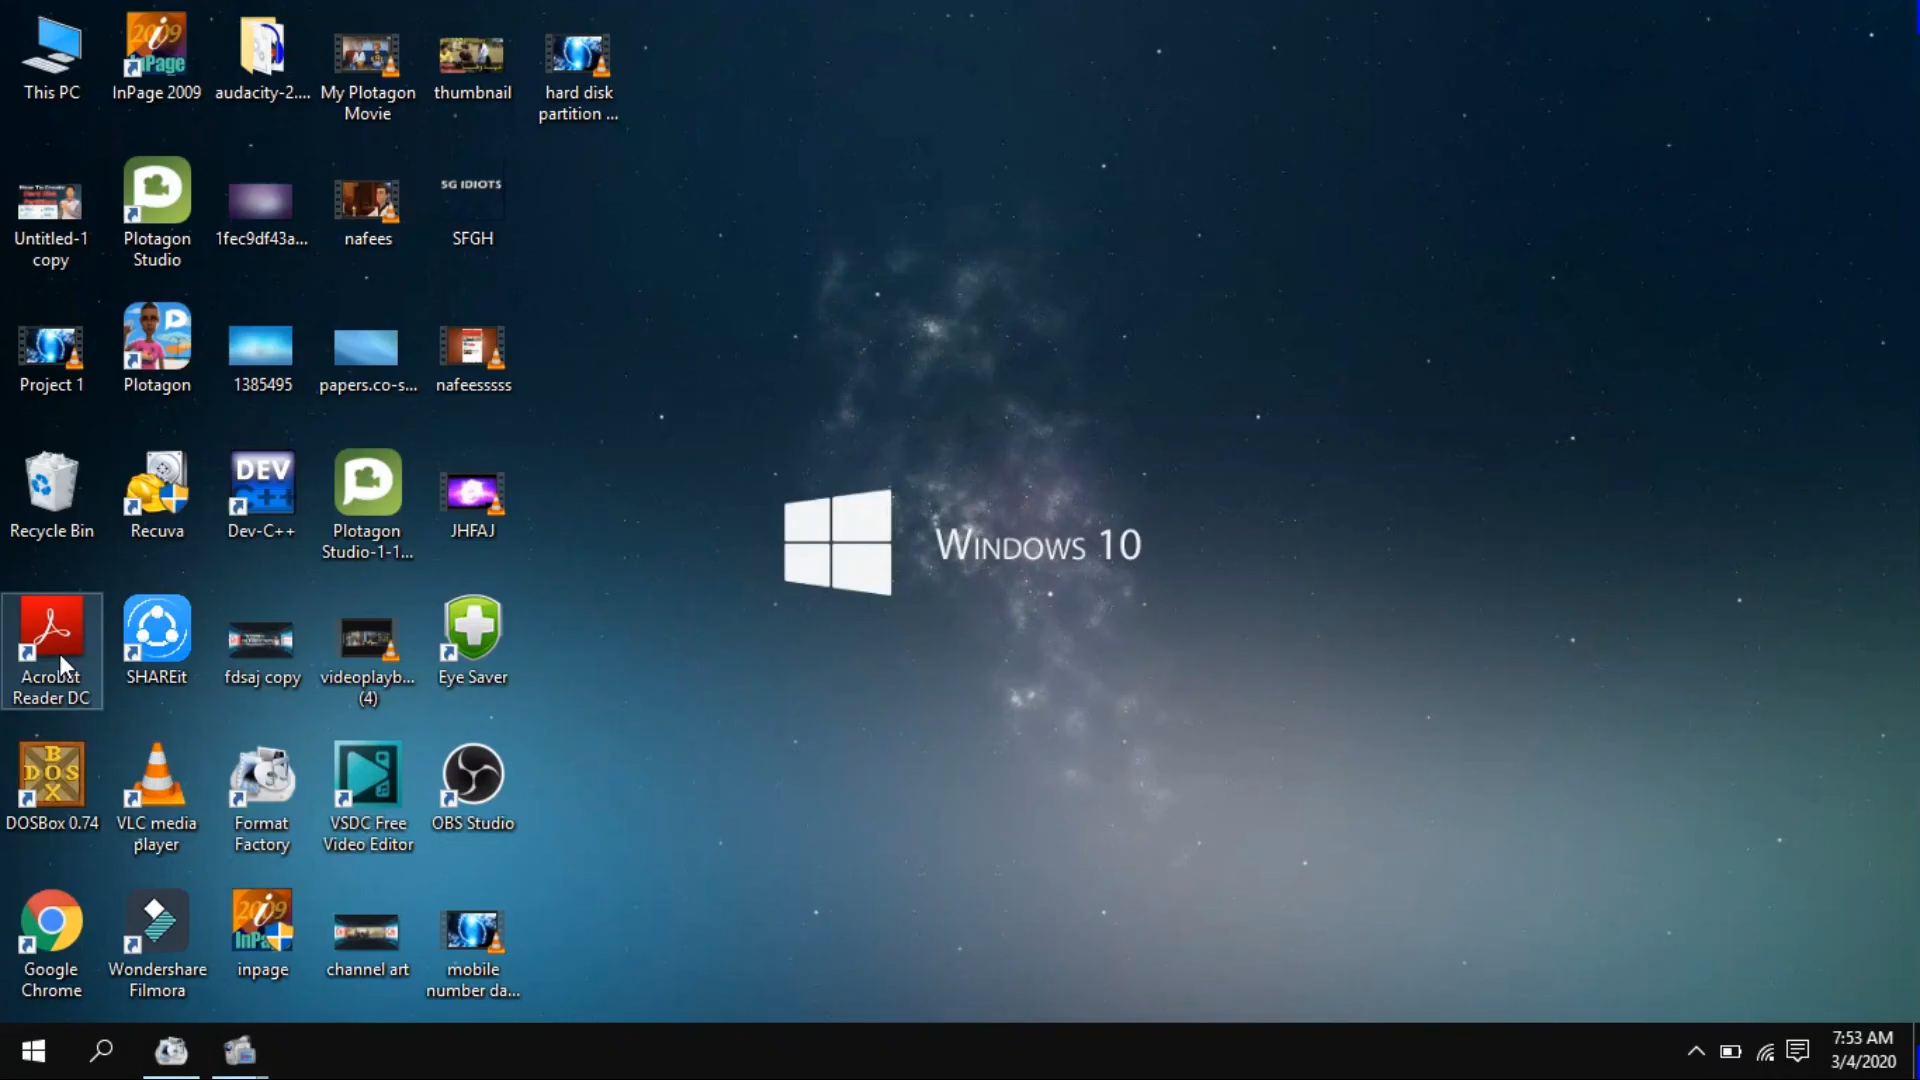 This PC
InPage 2009
audacity-2....
My Plotagon
Movie
thumbnail
hard disk
partition ...
Untitled-1
copy
Plotagon
Studio
1fec9df43a...
nafees
5G IDIOTS
SFGH
Project 1
Plotagon
1385495
papers.co-s...
nafeesssss
Recycle Bin
Recuva
DEV
C++
Dev-C++
Plotagon
Studio-1-1...
JHFAJ
WINDOWS 10
Acrobat
Reader DC
SHAREit
fdsaj copy
videoplayb...
(4)
Eye Saver
B
DOS
X
DOSBox 0.74
VLC media
player
Format
Factory
VSDC Free
Video Editor
OBS Studio
Google
Chrome
Wondershare
Filmora
2009
inpage
channel art
mobile
number da...
7:53 AM
3/4/2020